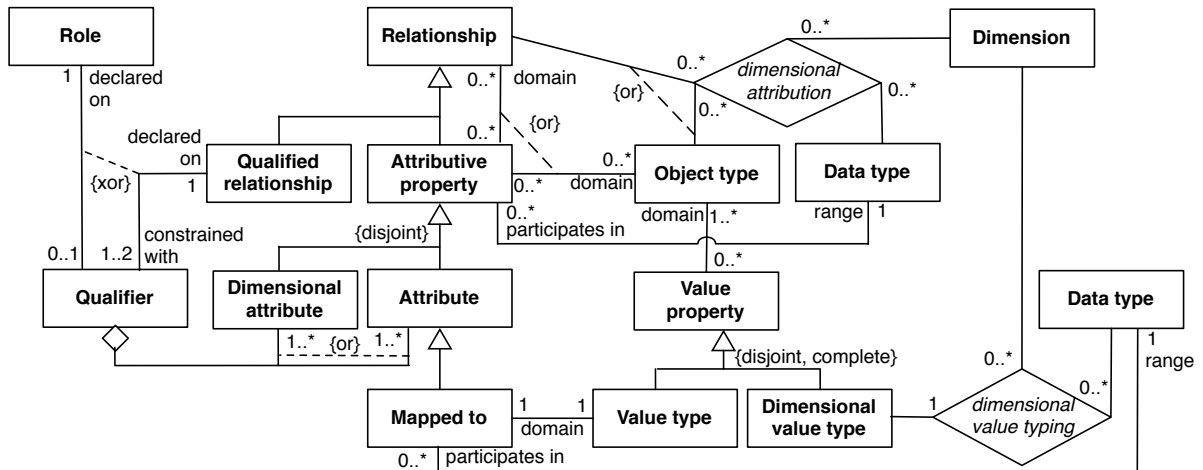 Role
Relationship
Dimension
1
declared
on
0..*
domain
{or}
0..*
0..*
dimensional
attribution
0..*
0..*
{or}
0..*
declared
on
1
{xor}
Qualified
relationship
Attributive
property
0..*
domain
0..*
Object type
Data type
0..*
participates in
domain
1..*
range
1
{disjoint}
0..1
1..2
constrained
with
0..*
Qualifier
Dimensional
attribute
Attribute
Value
property
Data type
1..*
{or}
1..*
{disjoint, complete}
0..*
1
range
0..*
Mapped to
1
domain
1
Value type
Dimensional
value type
1
dimensional
value typing
0..*
participates in